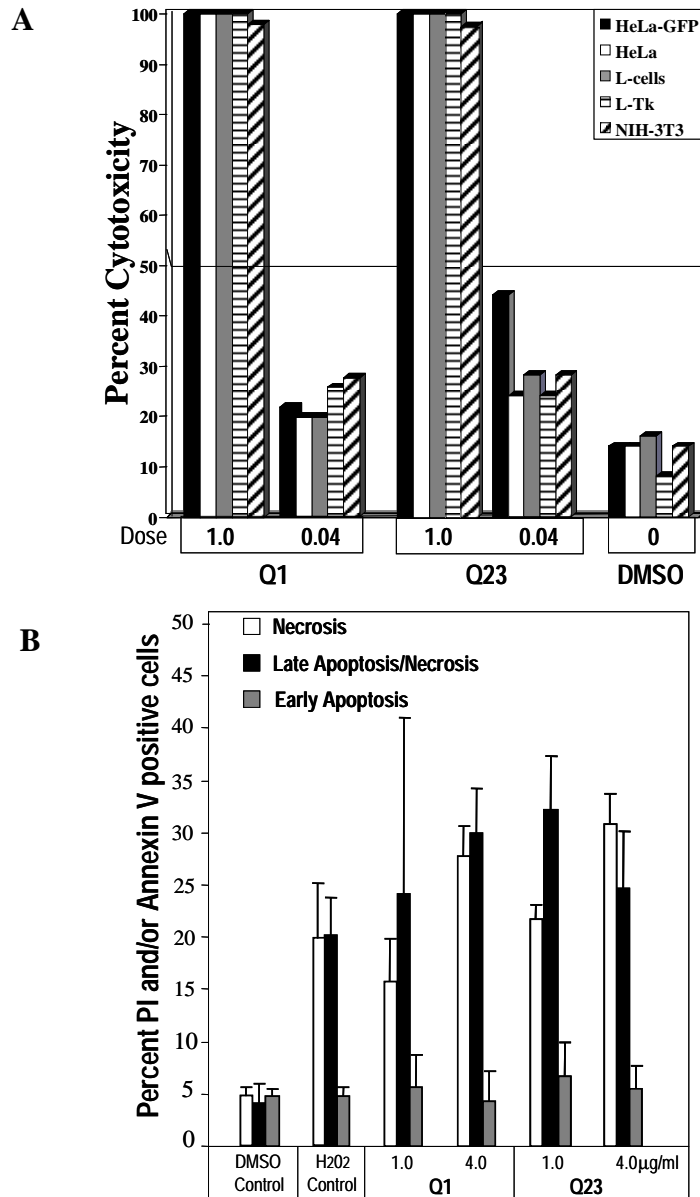 A
Percent Cytotoxicity
100
90
80
70
60
50
40
30
20
10
0
HeLa-GFP
HeLa
L-cells
L-Tk
NIH-3T3
Dose
1.0
0.04
1.0
0.04
0
Q1
Q23
DMSO
B
Percent PI and/or Annexin V positive cells
50
45
40
35
30
25
20
15
10
5
0
Necrosis
Late Apoptosis/Necrosis
Early Apoptosis
DMSO
Control
H2O2
Control
1.0
4.0
1.0
4.0µg/ml
Q1
Q23